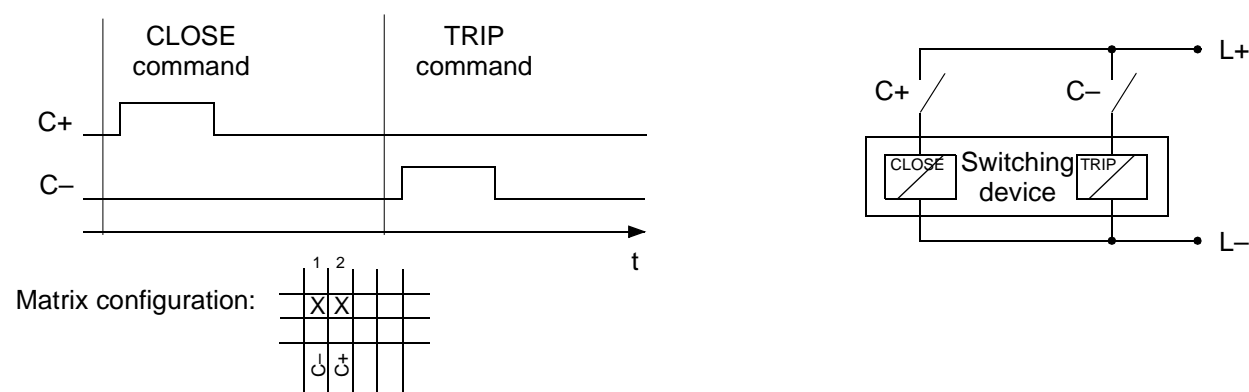 CLOSE
command
TRIP
command
C+
C–
t
Matrix configuration:
1 2
X X
C– C+
L+
C+ C–
CLOSE Switching TRIP
device
L–